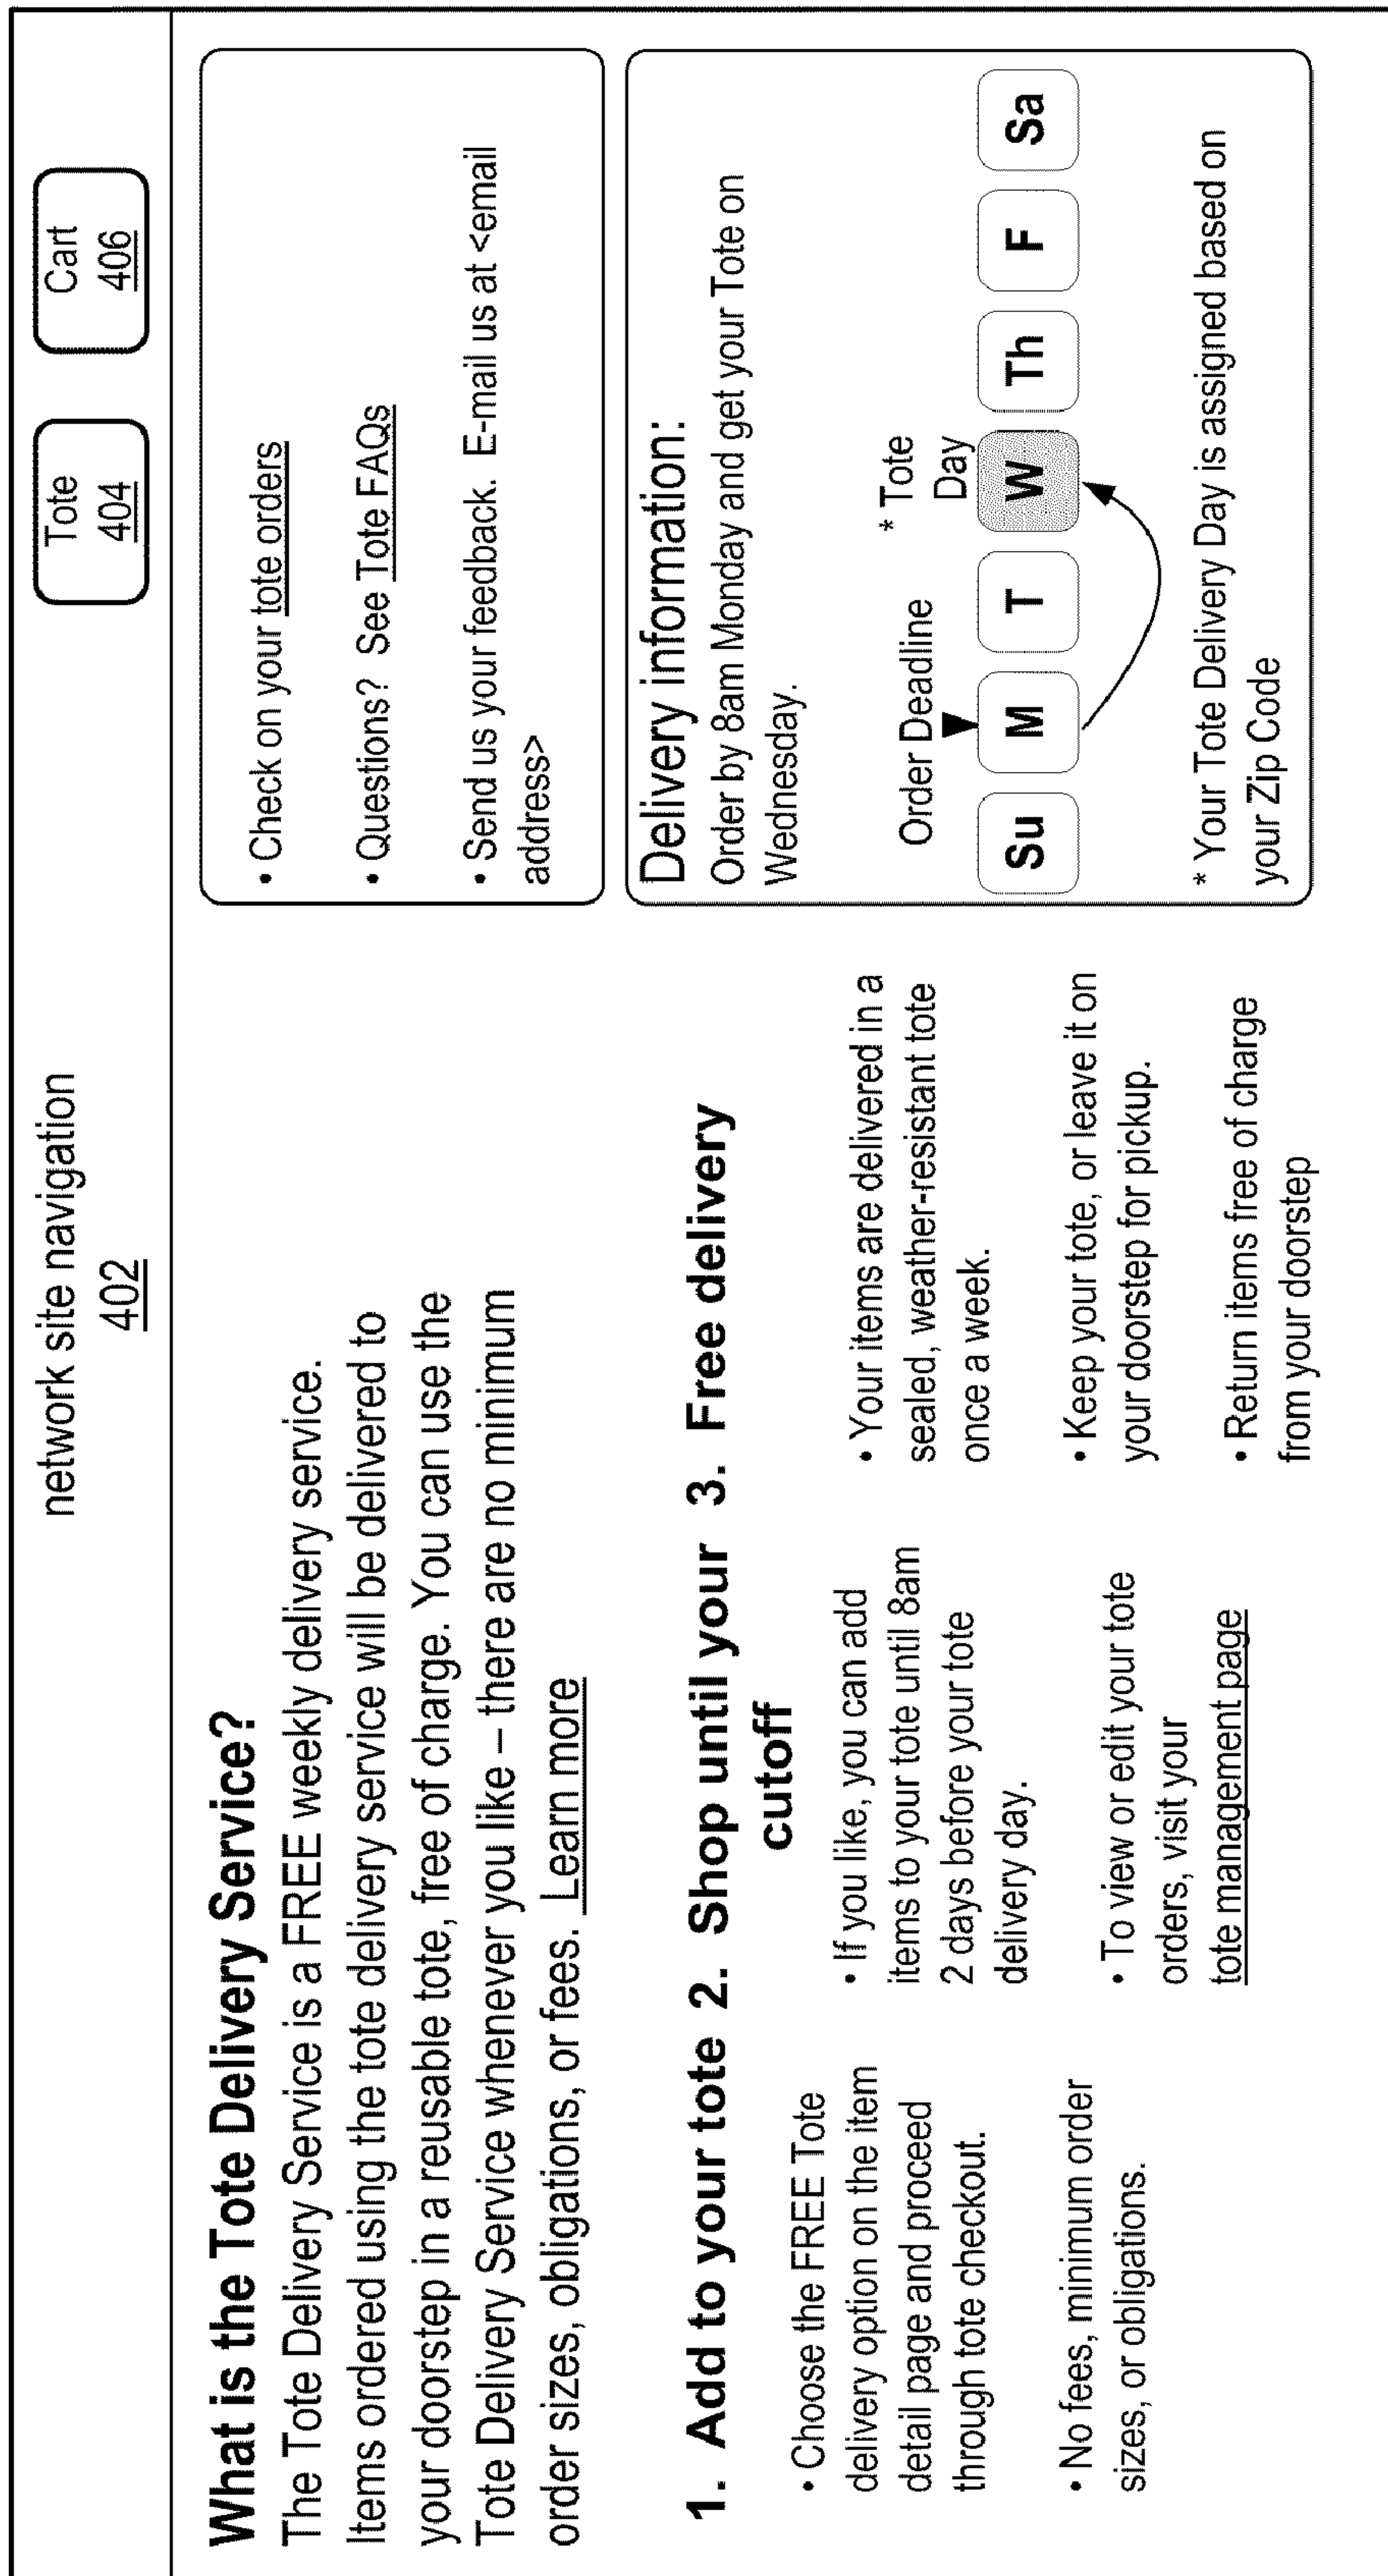 network site navigation
402
Tote
404
Cart
406
What is the Tote Delivery Service?
The Tote Delivery Service is a FREE weekly delivery service.
Items ordered using the tote delivery service will be delivered to
your doorstep in a reusable tote, free of charge. You can use the
Tote Delivery Service whenever you like – there are no minimum
order sizes, obligations, or fees. Learn more
1. Add to your tote
• Choose the FREE Tote
delivery option on the item
detail page and proceed
through tote checkout.
• No fees, minimum order
sizes, or obligations.
2. Shop until your
cutoff
• If you like, you can add
items to your tote until 8am
2 days before your tote
delivery day.
• To view or edit your tote
orders, visit your
tote management page
3. Free delivery
• Your items are delivered in a
sealed, weather-resistant tote
once a week.
• Keep your tote, or leave it on
your doorstep for pickup.
• Return items free of charge
from your doorstep
• Check on your tote orders
• Questions? See Tote FAQs
• Send us your feedback. E-mail us at <email
address>
Delivery information:
Order by 8am Monday and get your Tote on
Wednesday.
Order Deadline
* Tote
Day
Su M T W Th F Sa
* Your Tote Delivery Day is assigned based on
your Zip Code